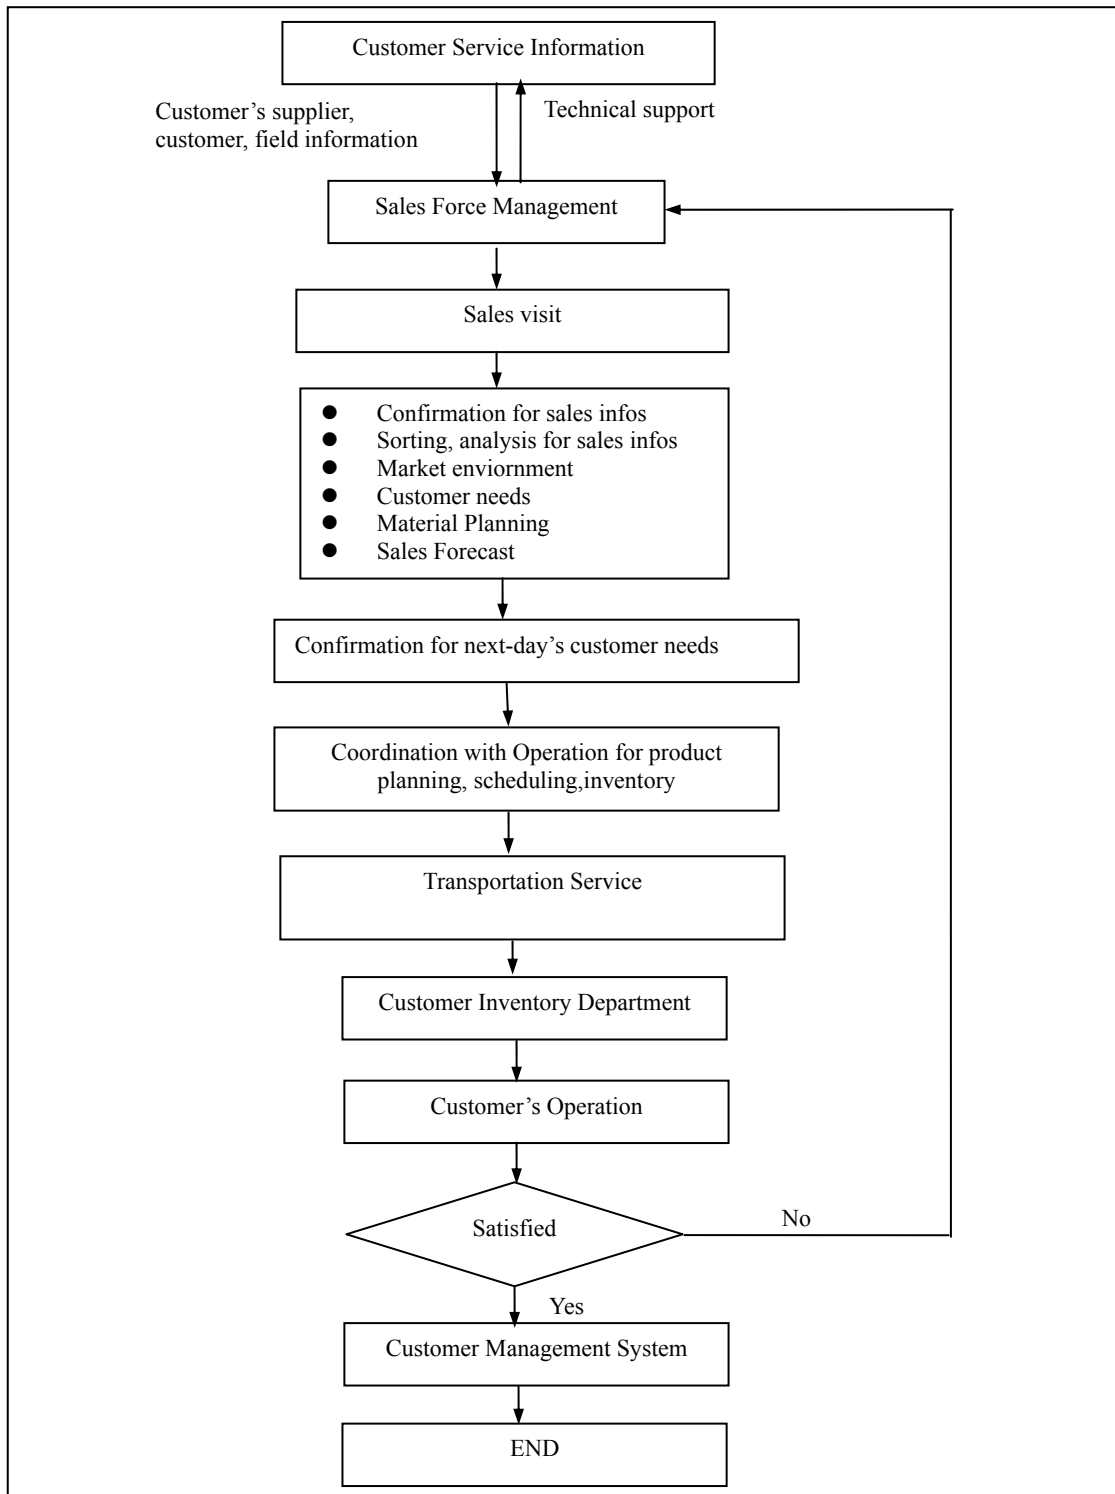 Customer Service Information
Customer’s supplier,
customer, field information
Technical support
Sales Force Management
Sales visit
● Confirmation for sales infos
● Sorting, analysis for sales infos
● Market enviornment
● Customer needs
● Material Planning
● Sales Forecast
Confirmation for next-day’s customer needs
Coordination with Operation for product
planning, scheduling,inventory
Transportation Service
Customer Inventory Department
Customer’s Operation
Satisfied
No
Yes
Customer Management System
END